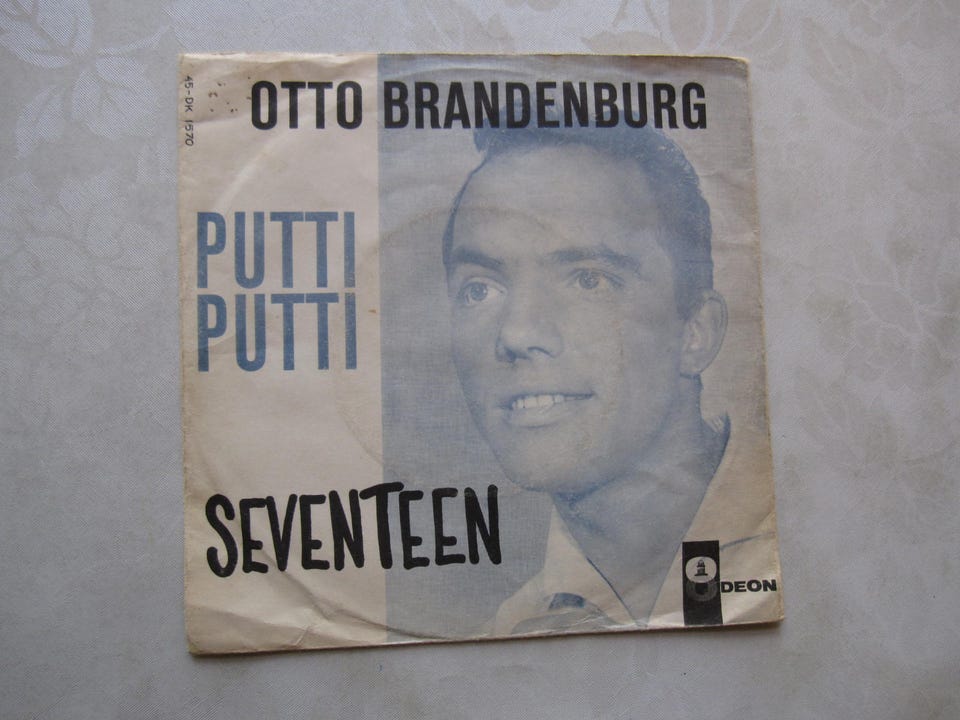 45-DK 1570
OTTO BRANDENBURG
PUTTI
PUTTI
SEVENTEEN
ODEON